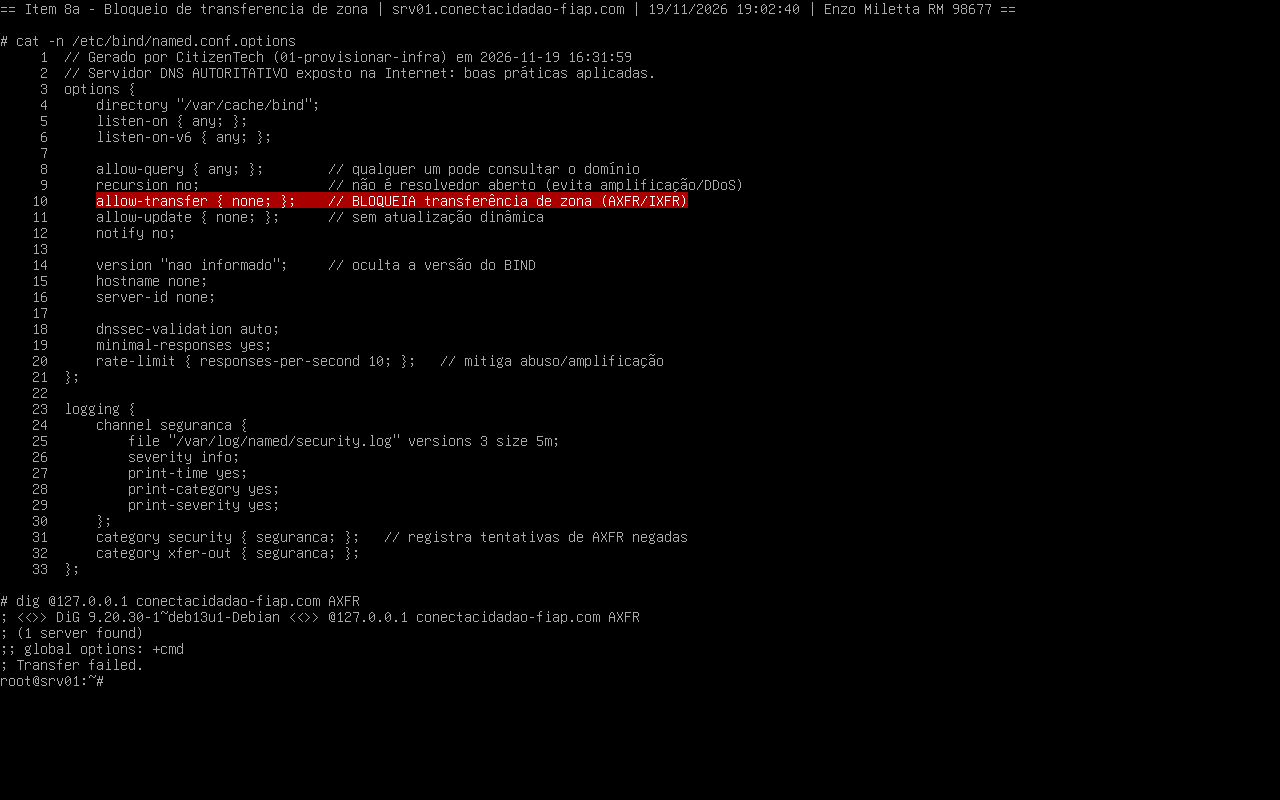 == Item 8a - Bloqueio de transferencia de zona | srv01.conectacidadao-fiap.com | 19/11/2026 19:02:40 | Enzo Miletta RM 98677 ==
# cat -n /etc/bind/named.conf.options
1 // Gerado por CitizenTech (01-provisionar-infra) em 2026-11-19 16:31:59
2 // Servidor DNS AUTORITATIVO exposto na Internet: boas práticas aplicadas.
3 options {
4 directory "/var/cache/bind";
5 listen-on { any; };
6 listen-on-v6 { any; };
7
8 allow-query { any; }; // qualquer um pode consultar o domínio
9 recursion no; // não é resolvedor aberto (evita amplificação/DDoS)
10 allow-transfer { none; }; // BLOQUEIA transferência de zona (AXFR/IXFR)
11 allow-update { none; }; // sem atualização dinâmica
12 notify no;
13
14 version "nao informado"; // oculta a versão do BIND
15 hostname none;
16 server-id none;
17
18 dnssec-validation auto;
19 minimal-responses yes;
20 rate-limit { responses-per-second 10; }; // mitiga abuso/amplificação
21 };
22
23 logging {
24 channel seguranca {
25 file "/var/log/named/security.log" versions 3 size 5m;
26 severity info;
27 print-time yes;
28 print-category yes;
29 print-severity yes;
30 };
31 category security { seguranca; }; // registra tentativas de AXFR negadas
32 category xfer-out { seguranca; };
33 };
# dig @127.0.0.1 conectacidadao-fiap.com AXFR
; <<>> DiG 9.20.30-1~deb13u1-Debian <<>> @127.0.0.1 conectacidadao-fiap.com AXFR
; (1 server found)
;; global options: +cmd
; Transfer failed.
root@srv01:~#